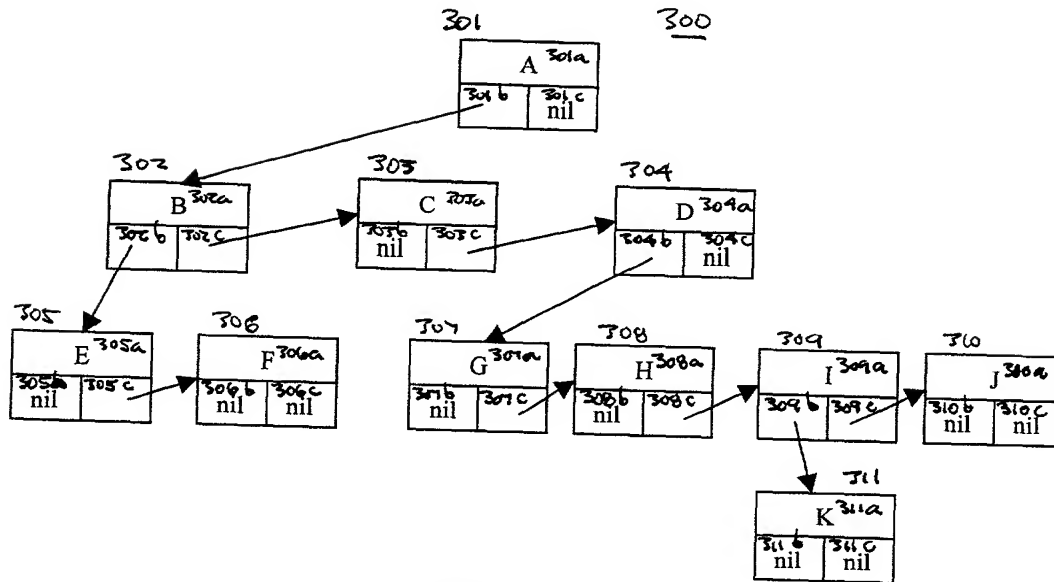 301 300
A 301a
301b 301c
nil
302 303 304
B 302a C 303a D 304a
302b 302c 303b 303c 304b 304c
nil nil
305 306 307 308 309 310
E 305a F 306a G 307a H 308a I 309a J 310a
305b 305c 306b 306c 307b 307c 308b 308c 309b 309c 310b 310c
nil nil nil nil nil nil nil
311
K 311a
311b 311c
nil nil